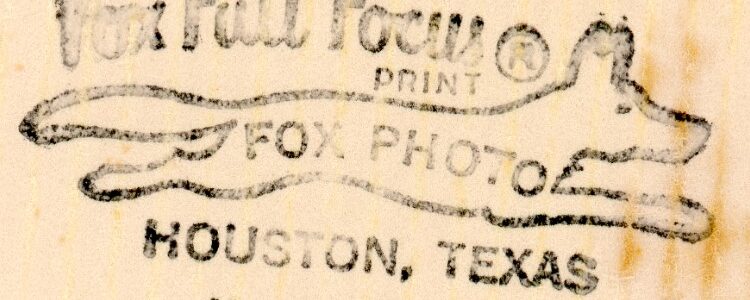 Fox Full Focus®
PRINT
FOX PHOTO
HOUSTON, TEXAS